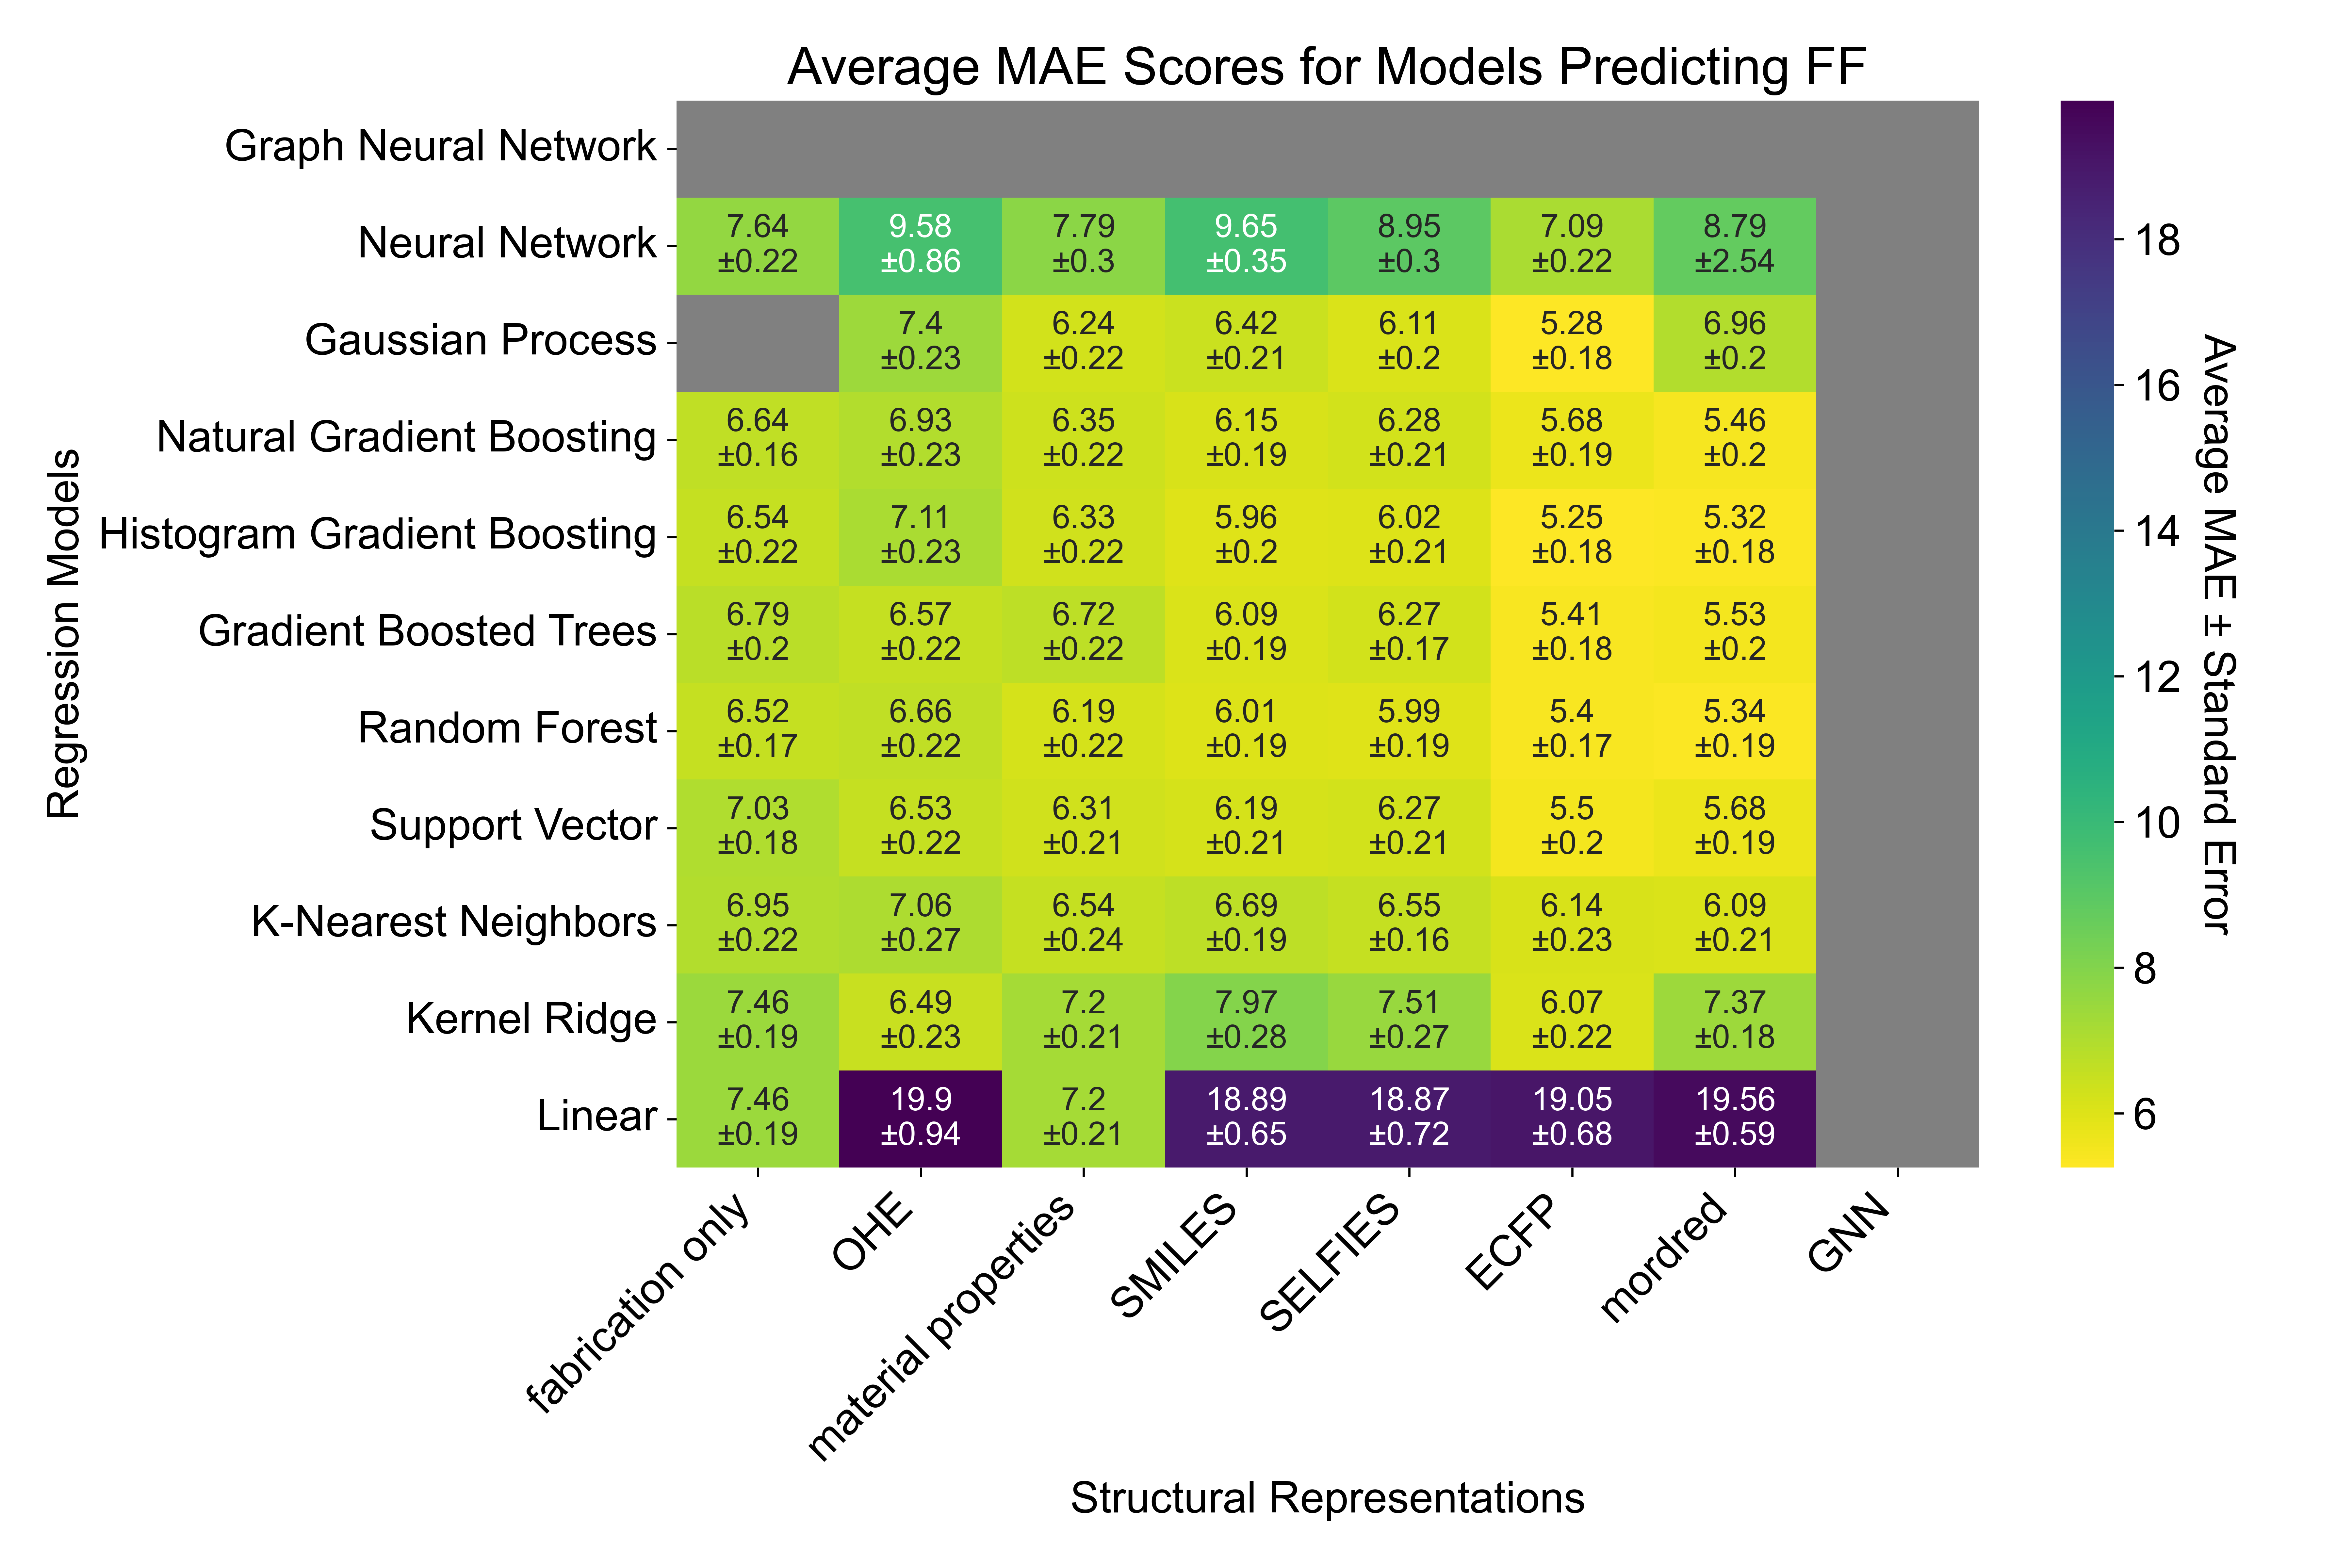 Average MAE Scores for Models Predicting FF
Graph Neural Network
Neural Network
7.64 9.58 7.79 9.65 8.95 7.09 8.79
±0.22 ±0.86 ±0.3 ±0.35 ±0.3 ±0.22 ±2.54
Gaussian Process
7.4 6.24 6.42 6.11 5.28 6.96
±0.23 ±0.22 ±0.21 ±0.2 ±0.18 ±0.2
Natural Gradient Boosting
6.64 6.93 6.35 6.15 6.28 5.68 5.46
±0.16 ±0.23 ±0.22 ±0.19 ±0.21 ±0.19 ±0.2
Histogram Gradient Boosting
6.54 7.11 6.33 5.96 6.02 5.25 5.32
±0.22 ±0.23 ±0.22 ±0.2 ±0.21 ±0.18 ±0.18
Gradient Boosted Trees
6.79 6.57 6.72 6.09 6.27 5.41 5.53
±0.2 ±0.22 ±0.22 ±0.19 ±0.17 ±0.18 ±0.2
Random Forest
6.52 6.66 6.19 6.01 5.99 5.4 5.34
±0.17 ±0.22 ±0.22 ±0.19 ±0.19 ±0.17 ±0.19
Support Vector
7.03 6.53 6.31 6.19 6.27 5.5 5.68
±0.18 ±0.22 ±0.21 ±0.21 ±0.21 ±0.2 ±0.19
K-Nearest Neighbors
6.95 7.06 6.54 6.69 6.55 6.14 6.09
±0.22 ±0.27 ±0.24 ±0.19 ±0.16 ±0.23 ±0.21
Kernel Ridge
7.46 6.49 7.2 7.97 7.51 6.07 7.37
±0.19 ±0.23 ±0.21 ±0.28 ±0.27 ±0.22 ±0.18
Linear
7.46 19.9 7.2 18.89 18.87 19.05 19.56
±0.19 ±0.94 ±0.21 ±0.65 ±0.72 ±0.68 ±0.59
Regression Models
fabrication only
OHE
material properties
SMILES
SELFIES
ECFP
mordred
GNN
Structural Representations
18
16
14
12
10
8
6
Average MAE ± Standard Error